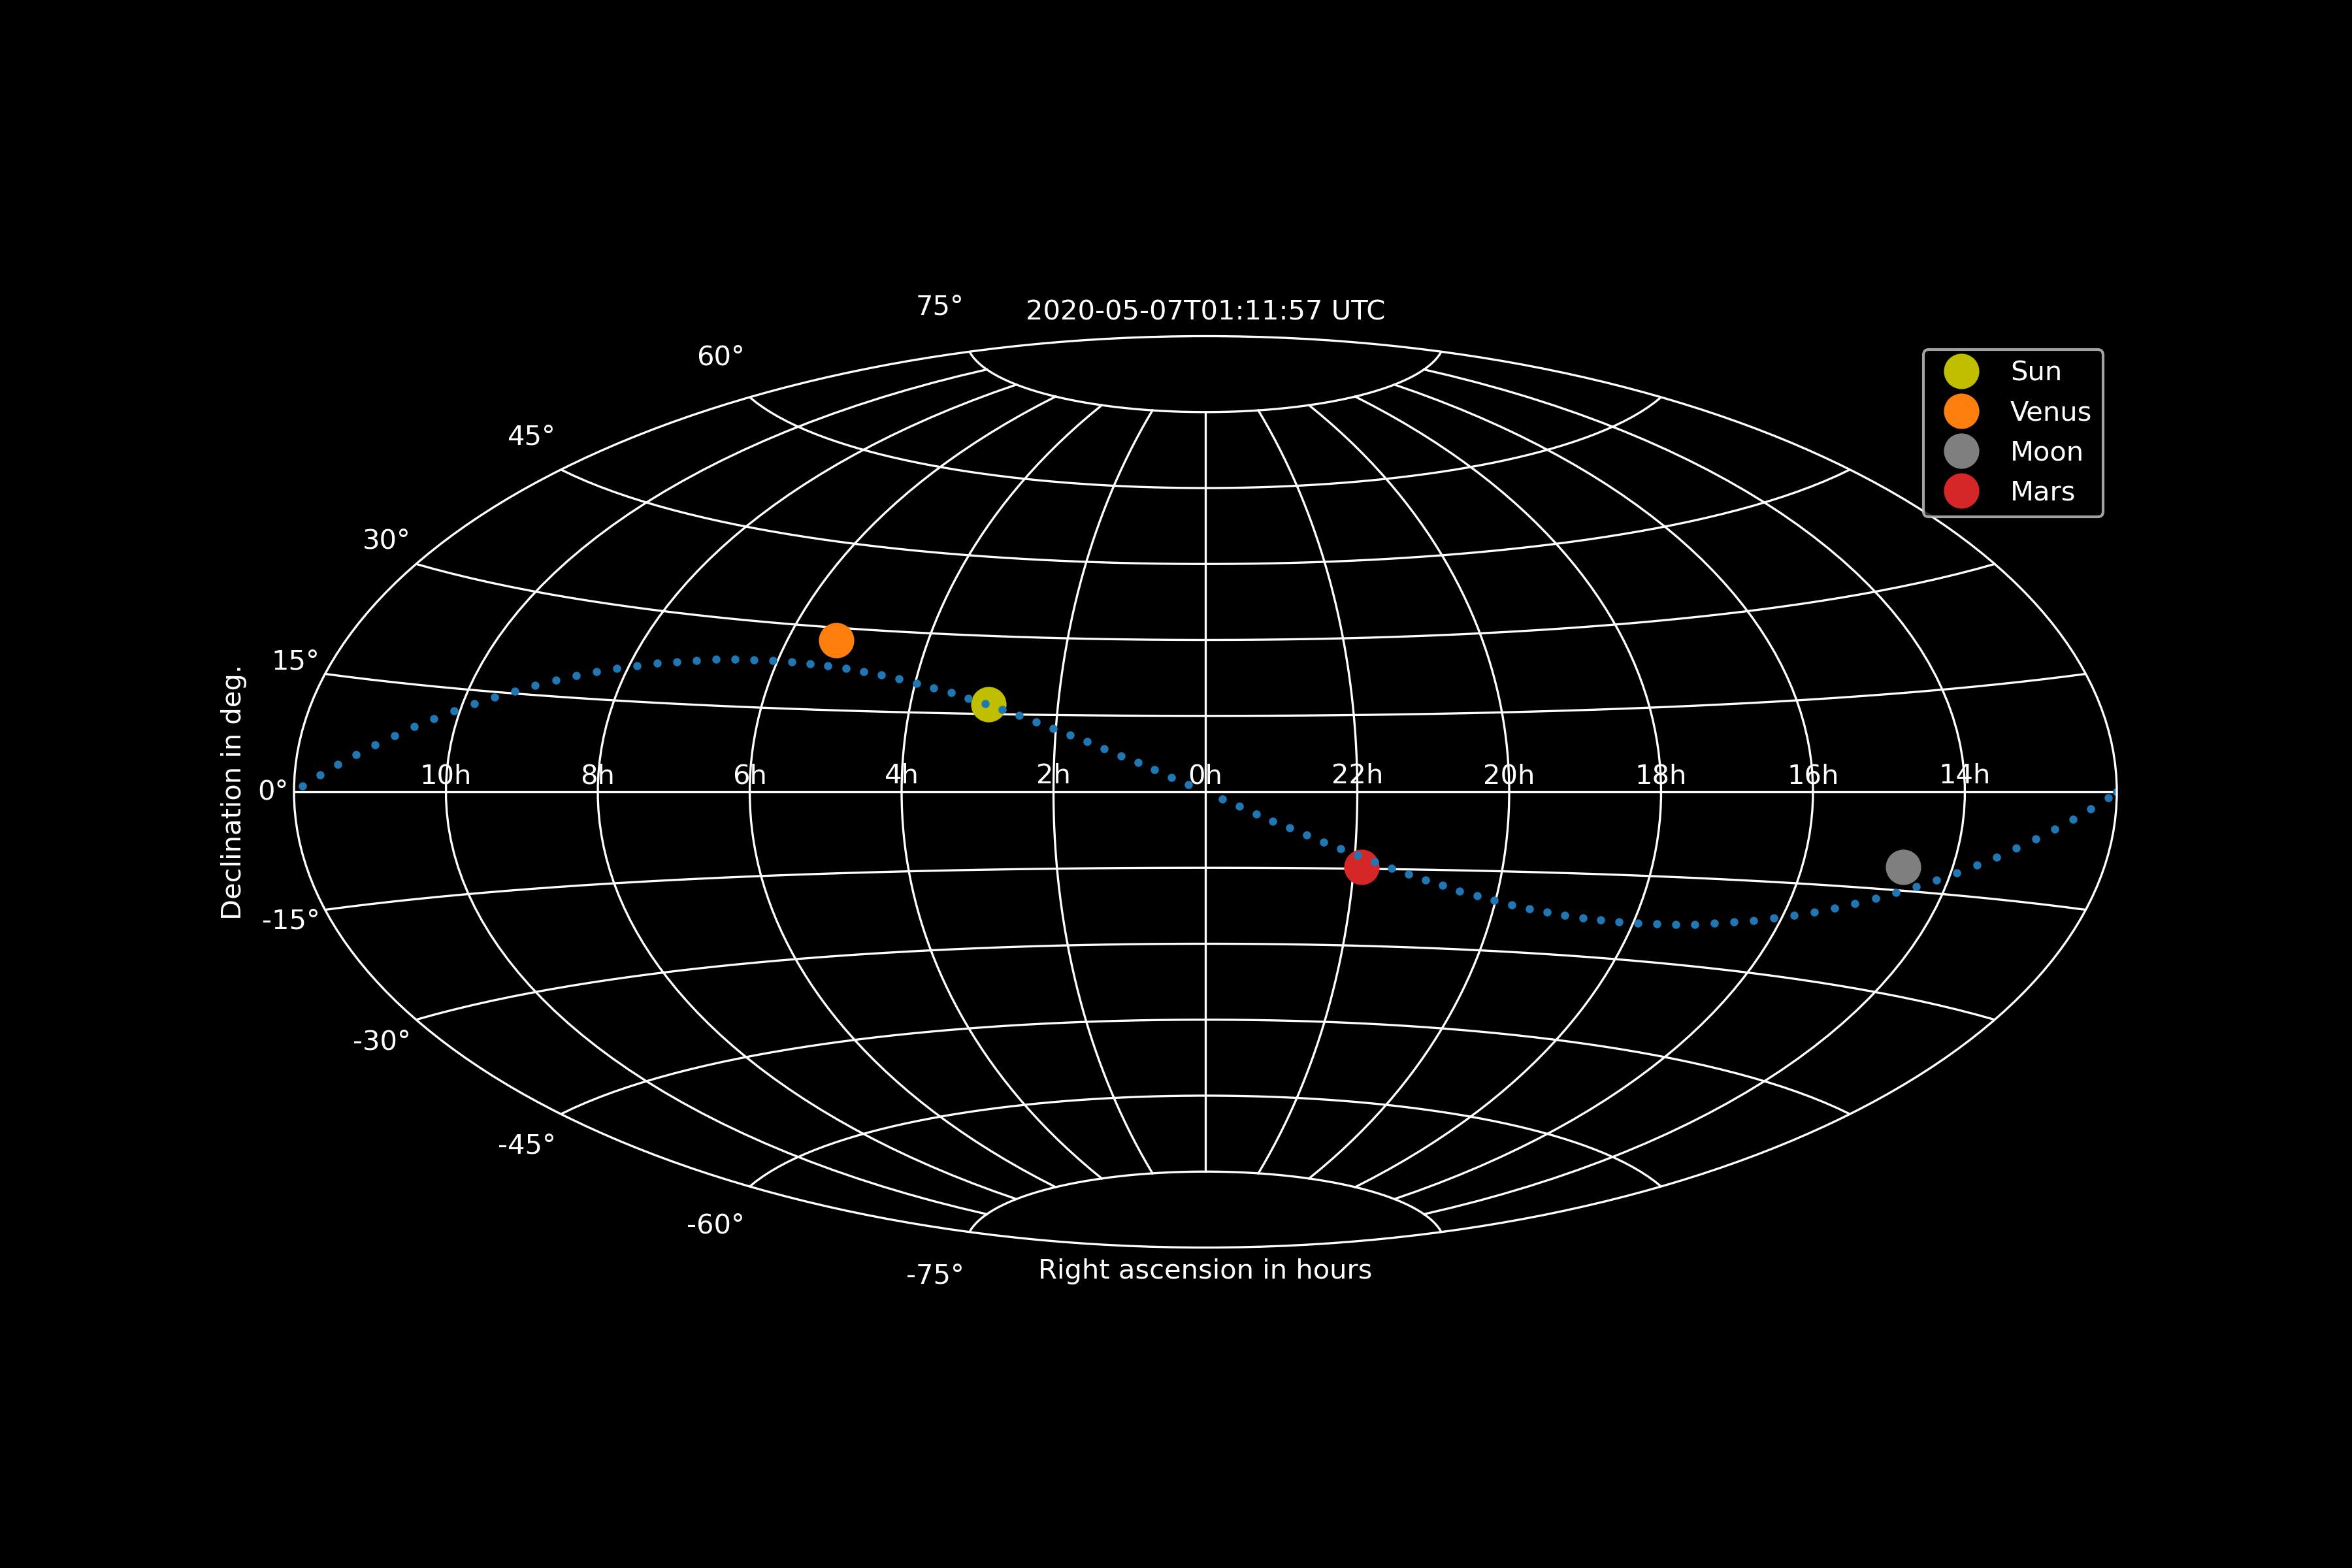 75°
2020-05-07T01:11:57 UTC
60°
45°
30°
15°
0°
-15°
-30°
-45°
-60°
-75°
Sun
Venus
Moon
Mars
10h
8h
6h
4h
2h
0h
22h
20h
18h
16h
14h
Declination in deg.
Right ascension in hours